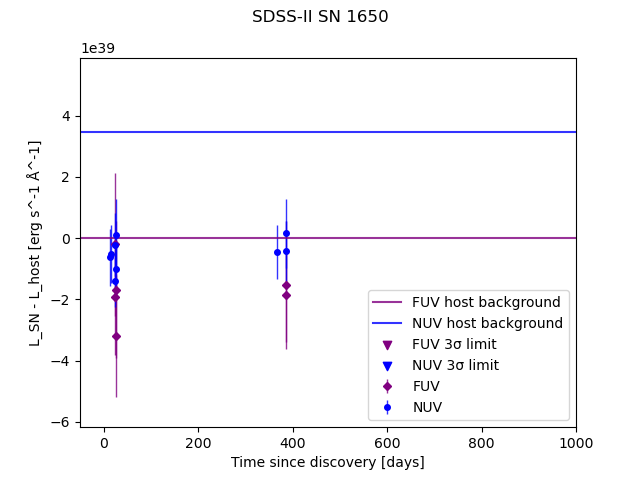 SDSS-II SN 1650
1e39
L_SN - L_host [erg s^-1 Å^-1]
4
2
0
−2
−4
−6
0 200 400 600 800 1000
Time since discovery [days]
FUV host background
NUV host background
FUV 3σ limit
NUV 3σ limit
FUV
NUV